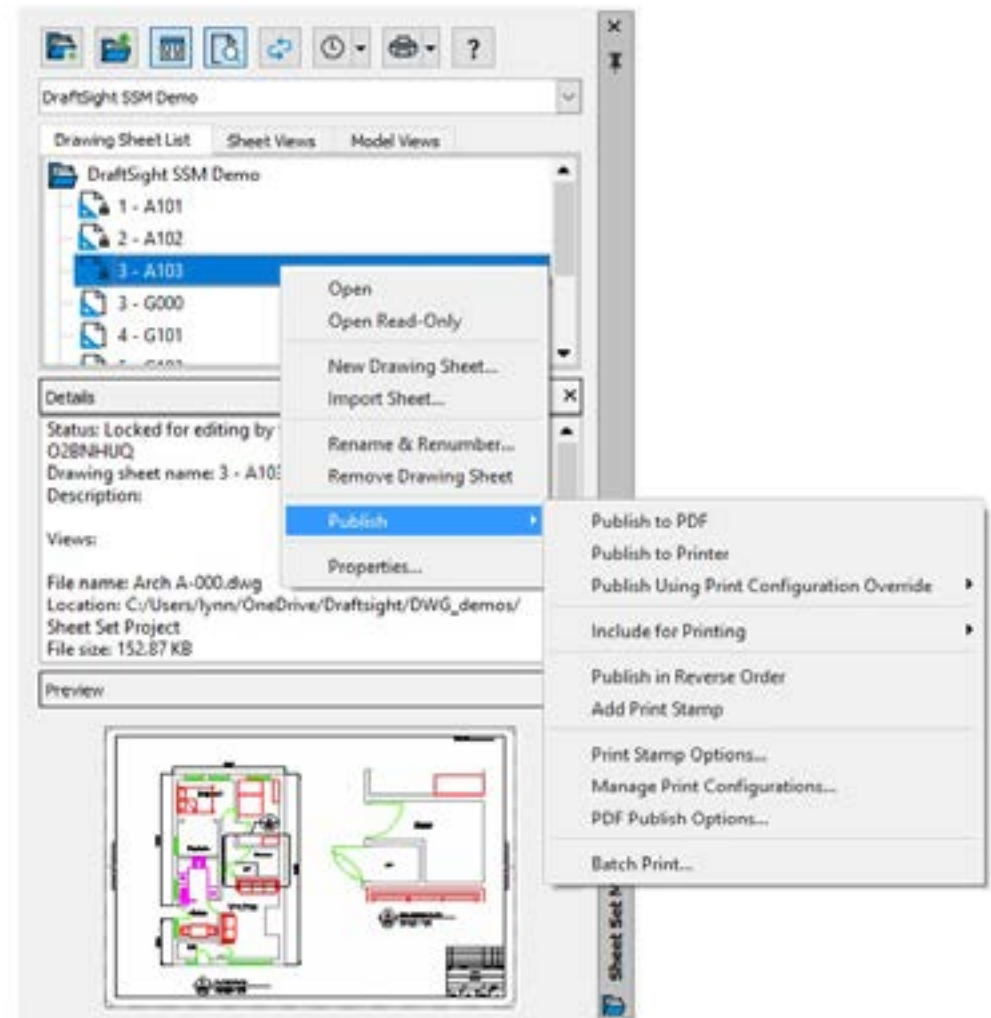 ?
DraftSight SSM Demo
Drawing Sheet List
Sheet Views
Model Views
DraftSight SSM Demo
1 - A101
2 - A102
3 - A103
3 - G000
4 - G101
Open
Open Read-Only
New Drawing Sheet...
Import Sheet...
Rename & Renumber...
Remove Drawing Sheet
Publish
Properties...
Details
Status: Locked for editing by
O2BNHUQ
Drawing sheet name: 3 - A103
Description:
Views:
File name: Arch A-000.dwg
Location: C:/Users/lynn/OneDrive/Draftsight/DWG_demos/
Sheet Set Project
File size: 152.87 KB
Publish to PDF
Publish to Printer
Publish Using Print Configuration Override
Include for Printing
Publish in Reverse Order
Add Print Stamp
Print Stamp Options...
Manage Print Configurations...
PDF Publish Options...
Batch Print...
Preview
Sheet Set M